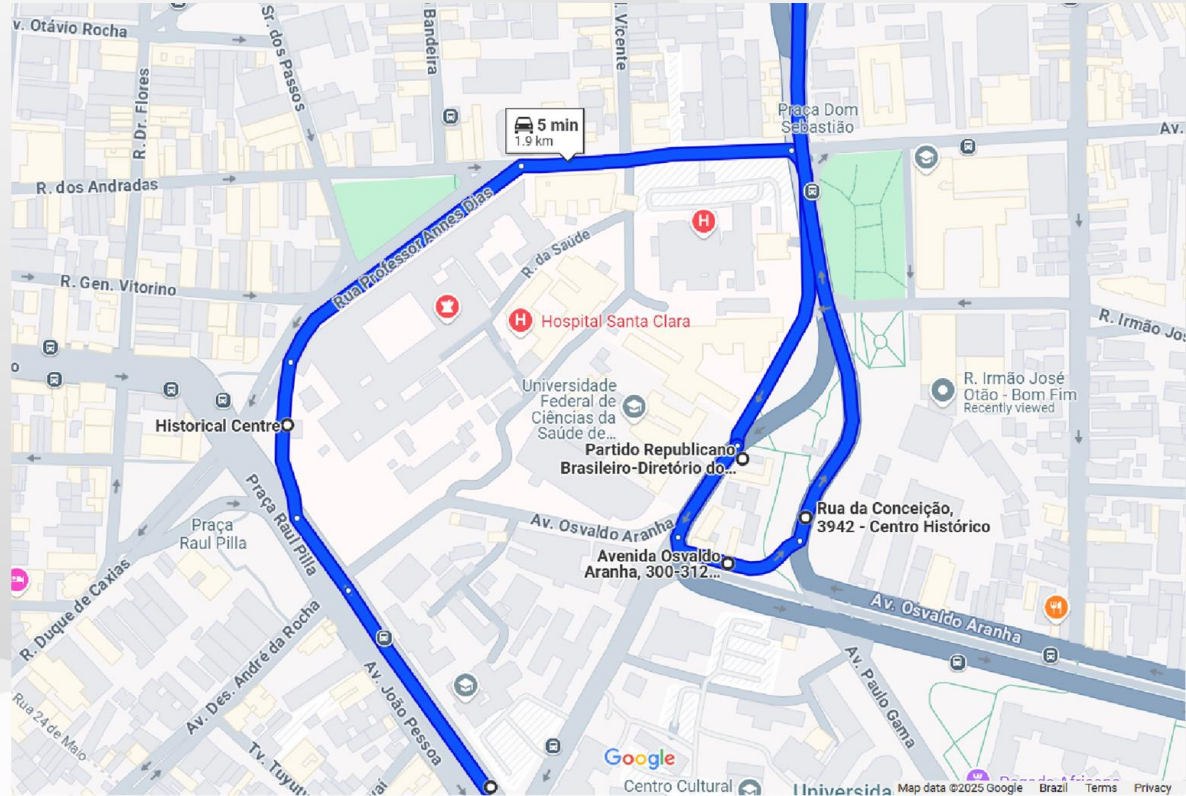 v. Otávio Rocha
Sr. dos Passos
Bandeira
l. Vicente
R. Dr. Flores
5 min
1.9 km
Praça Dom
Sebastião
Av.
R. dos Andradas
Rua Professor Annes Dias
R. da Saúde
R. Gen. Vitorino
Hospital Santa Clara
R. Irmão Jos
o
Universidade
Federal de
Ciências da
Saúde de...
R. Irmão José
Otão - Bom Fim
Recently viewed
Historical Centre
Partido Republicano
Brasileiro-Diretório do...
Praça Raul Pilla
Praça
Raul Pilla
Av. Osvaldo Aranha
Rua da Conceição,
3942 - Centro Histórico
Avenida Osvaldo
Aranha, 300-312...
R. Duque de Caxias
Av. Des. André da Rocha
Av. Osvaldo Aranha
Av. João Pessoa
Av. Paulo Gama
Rua 24 de Maio
Tv. Tuyut
Google
Centro Cultural
Universida
Map data ©2025 Google Brazil Terms Privacy